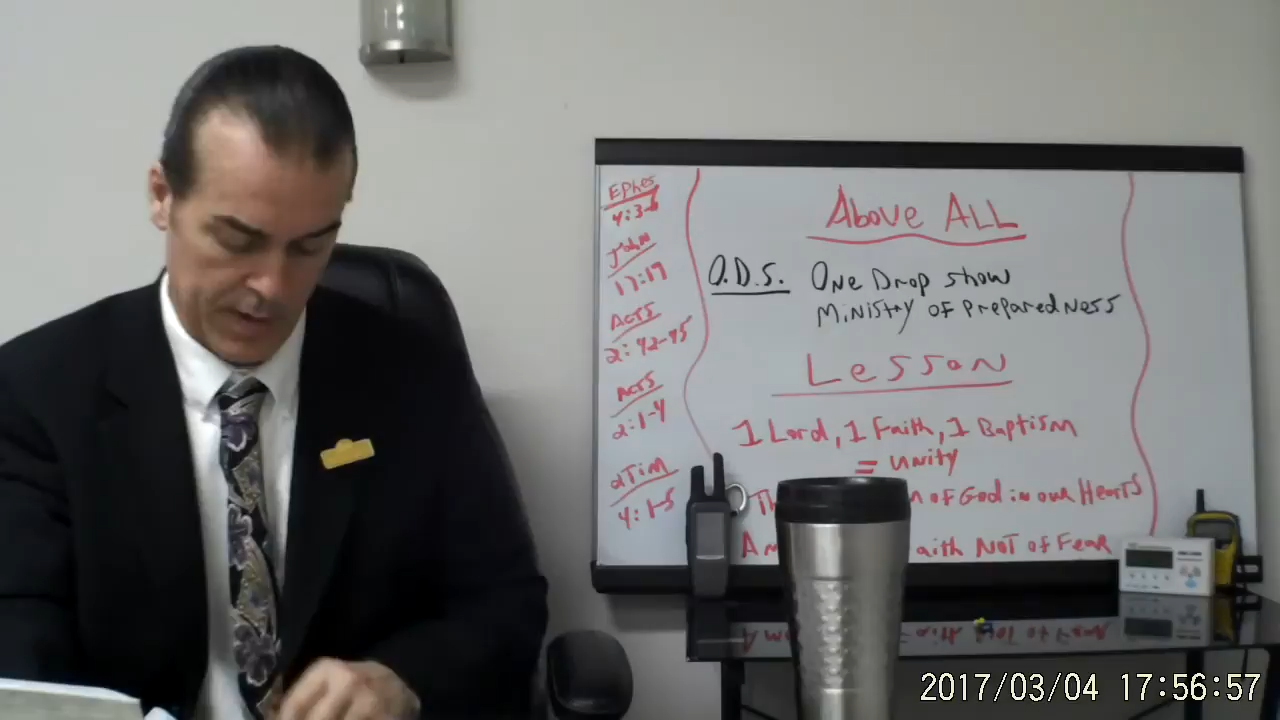 Ephes
4:3-6
John
17:17
Acts
2:42-45
Acts
2:1-4
2Tim
4:1-5
Above ALL
O.D.S. One Drop show
Ministry of Preparedness
Lesson
1 Lord, 1 Faith, 1 Baptism
= unity
of God in our Hearts
NOT of Fear
2017/03/04 17:56:57